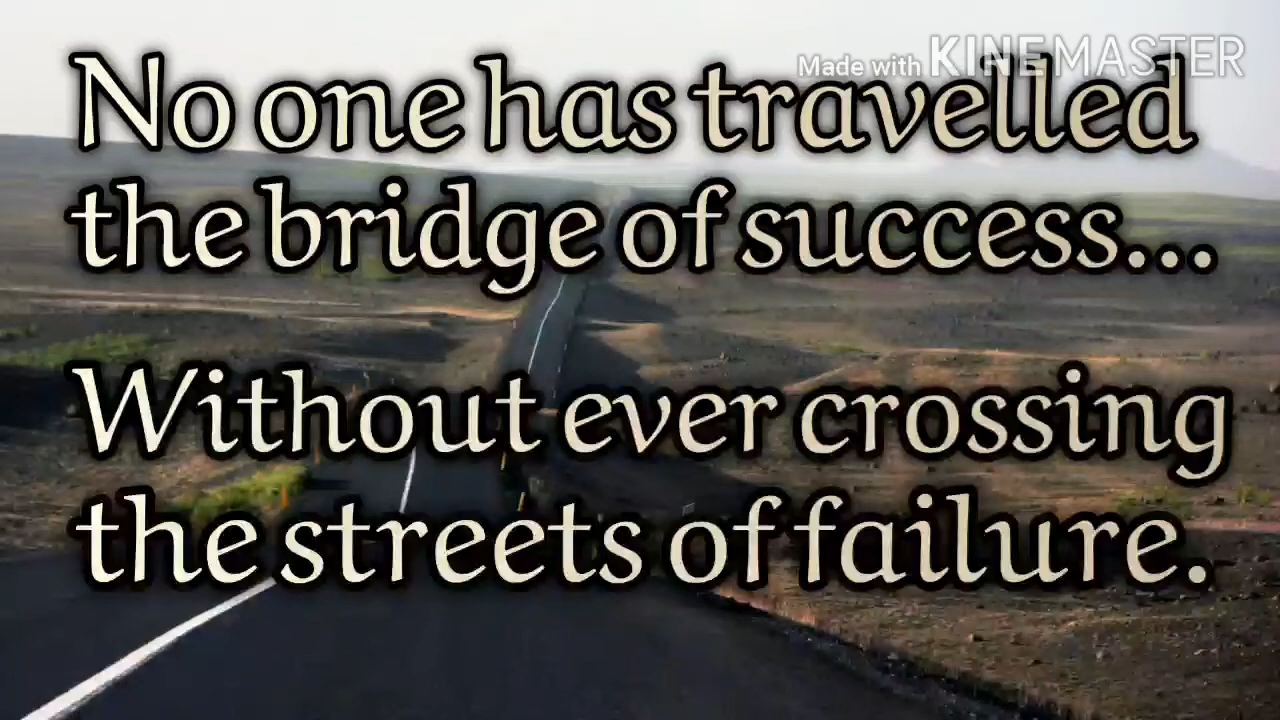 Made with KINEMASTER
No one has travelled
the bridge of success...
Without ever crossing
the streets of failure.